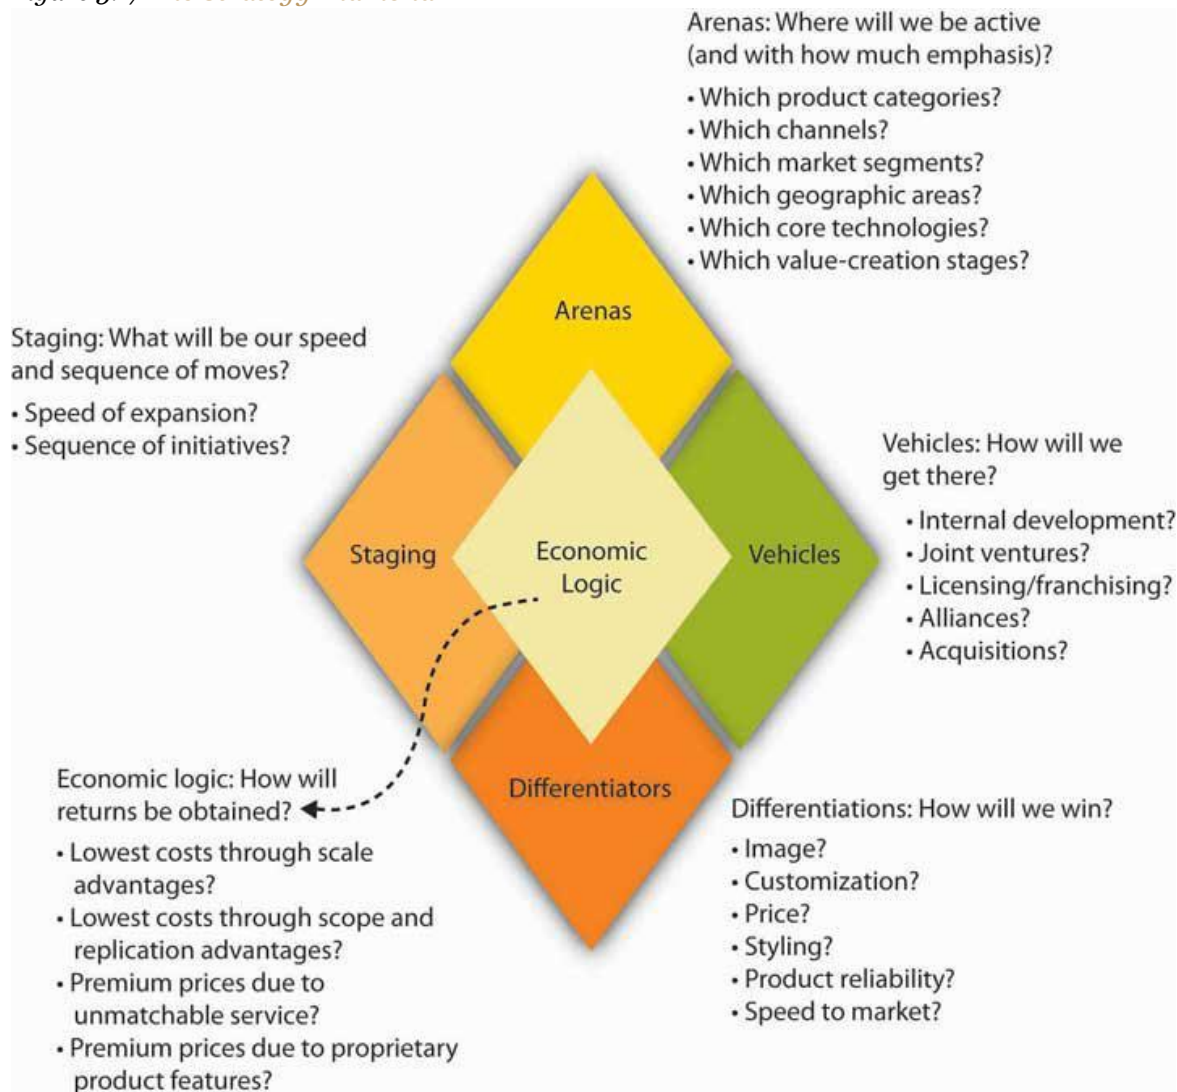 Arenas: Where will we be active
(and with how much emphasis)?
• Which product categories?
• Which channels?
• Which market segments?
• Which geographic areas?
• Which core technologies?
• Which value-creation stages?
Arenas
Staging: What will be our speed
and sequence of moves?
• Speed of expansion?
• Sequence of initiatives?
Vehicles: How will we
get there?
• Internal development?
• Joint ventures?
• Licensing/franchising?
• Alliances?
• Acquisitions?
Staging
Economic
Logic
Vehicles
Economic logic: How will
returns be obtained?
• Lowest costs through scale
advantages?
• Lowest costs through scope and
replication advantages?
• Premium prices due to
unmatchable service?
• Premium prices due to proprietary
product features?
Differentiators
Differentiations: How will we win?
• Image?
• Customization?
• Price?
• Styling?
• Product reliability?
• Speed to market?